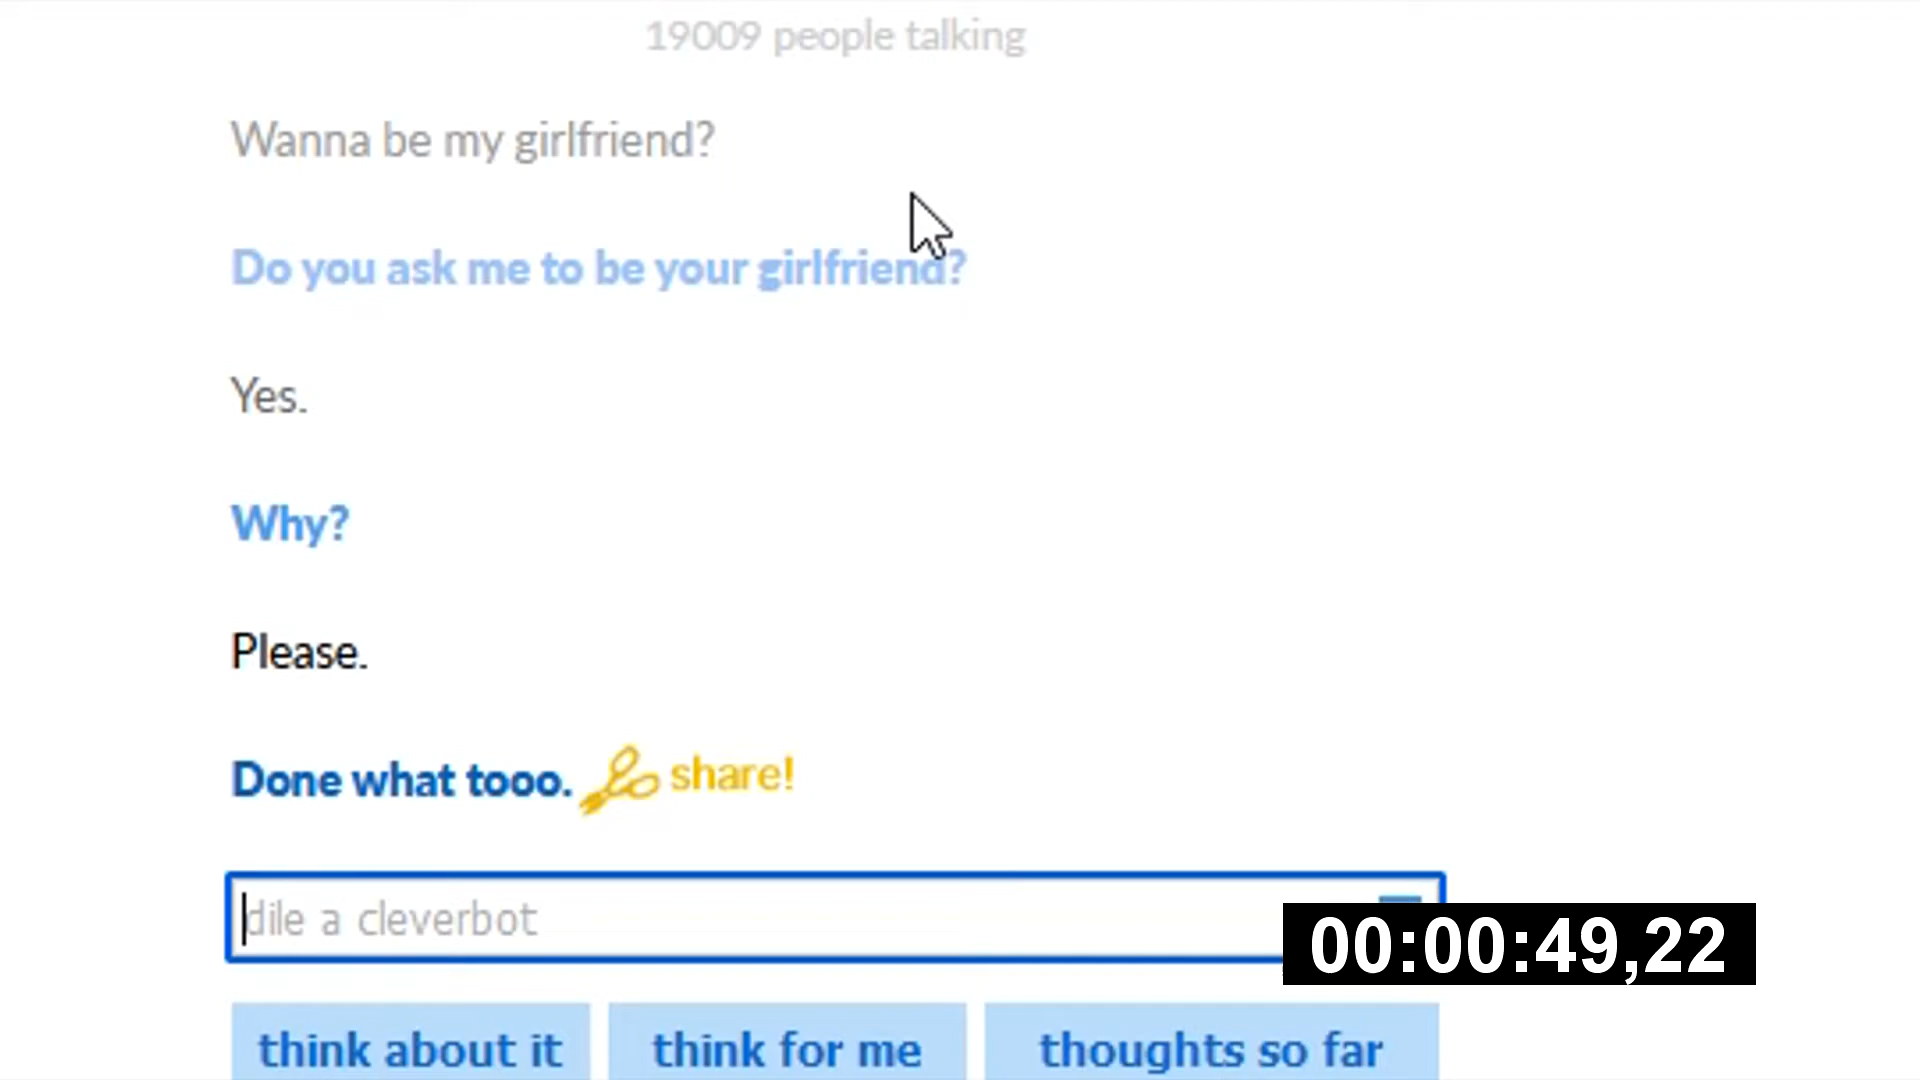 19009 people talking
Wanna be my girlfriend?
Do you ask me to be your girlfriend?
Yes.
Why?
Please.
Done what tooo. share!
dile a cleverbot
00:00:49,22
think about it think for me thoughts so far